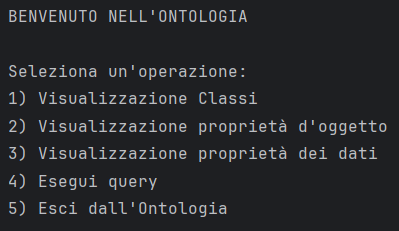 BENVENUTO NELL'ONTOLOGIA
Seleziona un'operazione:
1) Visualizzazione Classi
2) Visualizzazione proprietà d'oggetto
3) Visualizzazione proprietà dei dati
4) Esegui query
5) Esci dall'Ontologia